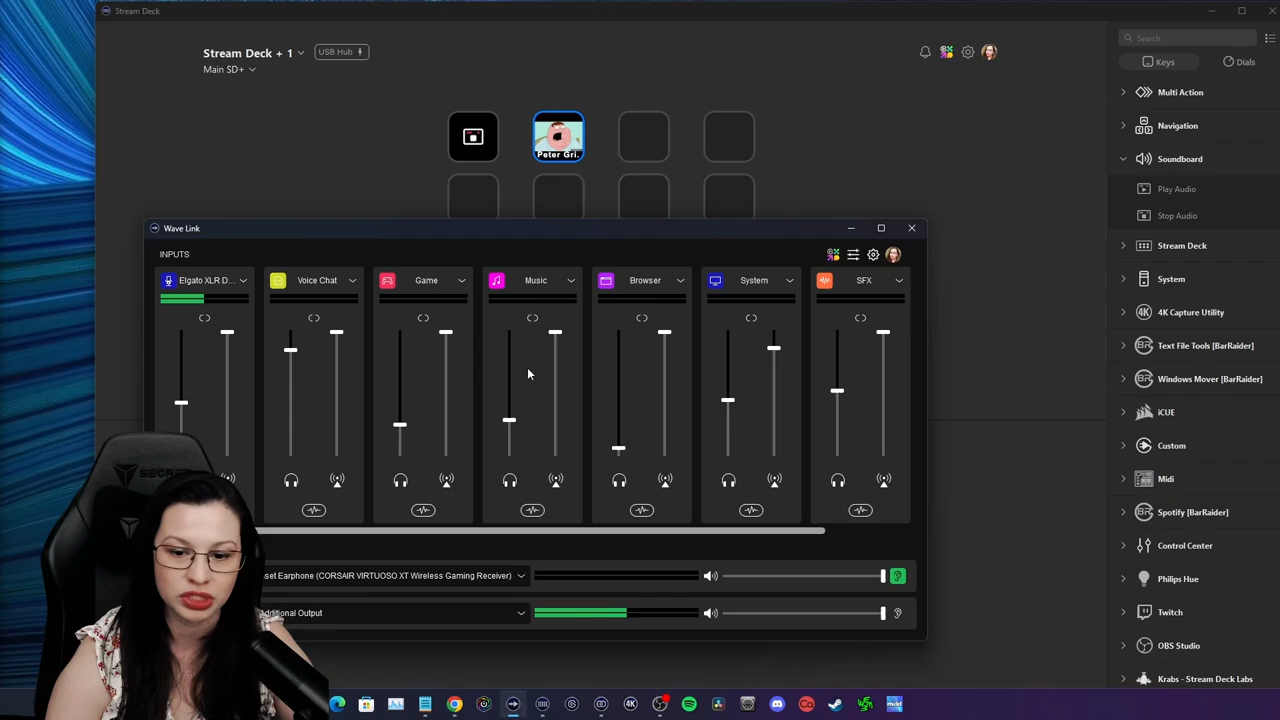 Stream Deck
Stream Deck + 1
USB Hub
Main SD+
Search
Keys
Dials
Peter Gri.
Multi Action
Navigation
Soundboard
Play Audio
Stop Audio
Stream Deck
System
4K Capture Utility
Text File Tools [BarRaider]
Windows Mover [BarRaider]
iCUE
Custom
Midi
Spotify [BarRaider]
Control Center
Philips Hue
Twitch
OBS Studio
Krabs - Stream Deck Labs
Wave Link
INPUTS
Elgato XLR D...
Voice Chat
Game
Music
Browser
System
SFX
set Earphone (CORSAIR VIRTUOSO XT Wireless Gaming Receiver)
dditional Output